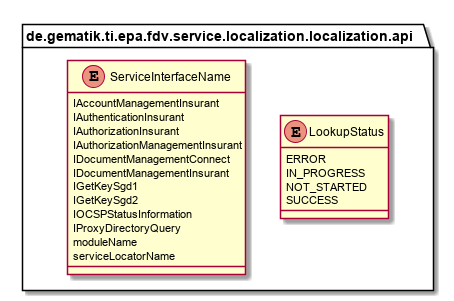 de.gematik.ti.epa.fdv.service.localization.localization.api
E ServiceInterfaceName
IAccountManagementInsurant
IAuthenticationInsurant
IAuthorizationInsurant
IAuthorizationManagementInsurant
IDocumentManagementConnect
IDocumentManagementInsurant
IGetKeySgd1
IGetKeySgd2
IOCSPStatusInformation
IProxyDirectoryQuery
moduleName
serviceLocatorName
E LookupStatus
ERROR
IN_PROGRESS
NOT_STARTED
SUCCESS